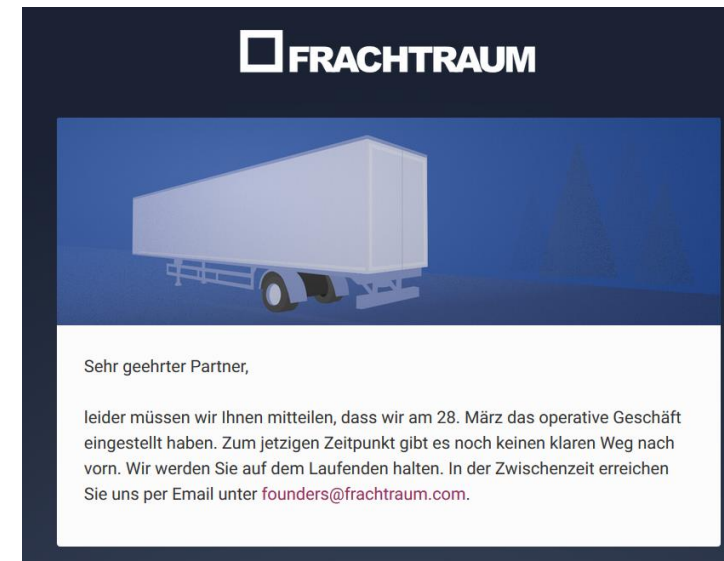 FRACHTRAUM
Sehr geehrter Partner,
leider müssen wir Ihnen mitteilen, dass wir am 28. März das operative Geschäft
eingestellt haben. Zum jetzigen Zeitpunkt gibt es noch keinen klaren Weg nach
vorn. Wir werden Sie auf dem Laufenden halten. In der Zwischenzeit erreichen
Sie uns per Email unter founders@frachtraum.com.